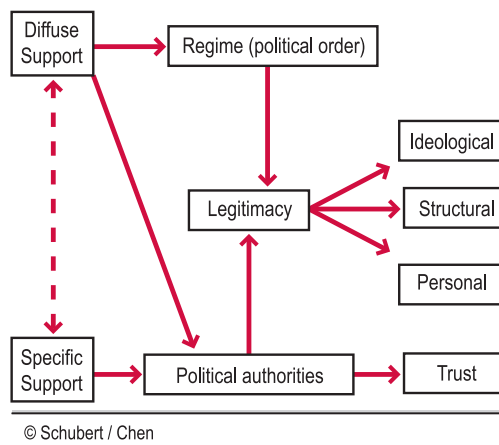 Diffuse
Support
Regime (political order)
Ideological
Legitimacy
Structural
Personal
Specific
Support
Political authorities
Trust
© Schubert / Chen